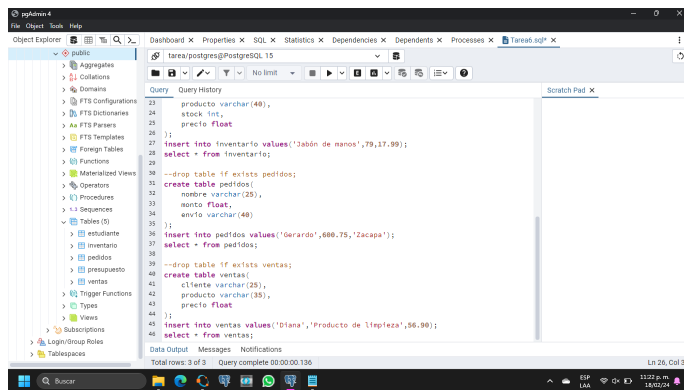 pgAdmin 4
File Object Tools Help
Object Explorer
Dashboard Properties SQL Statistics Dependencies Dependents Processes Tarea6.sql*
public
Aggregates
Collations
Domains
FTS Configurations
FTS Dictionaries
FTS Parsers
FTS Templates
Foreign Tables
Functions
Materialized Views
Operators
Procedures
1..3 Sequences
Tables (5)
estudiante
inventario
pedidos
presupuesto
ventas
Trigger Functions
Types
Views
Subscriptions
Login/Group Roles
Tablespaces
tarea/postgres@PostgreSQL 15
No limit
Query Query History
Scratch Pad
23 producto varchar(40),
24 stock int,
25 precio float
26 );
27 insert into inventario values('Jabón de manos',79,17.99);
28 select * from inventario;
29
30 --drop table if exists pedidos;
31 create table pedidos(
32 nombre varchar(25),
33 monto float,
34 envio varchar(40)
35 );
36 insert into pedidos values('Gerardo',600.75,'Zacapa');
37 select * from pedidos;
38
39 --drop table if exists ventas;
40 create table ventas(
41 cliente varchar(25),
42 producto varchar(35),
43 precio float
44 );
45 insert into ventas values('Diana','Producto de limpieza',56.90);
46 select * from ventas;
Data Output Messages Notifications
Total rows: 3 of 3 Query complete 00:00:00.136
Ln 26, Col 3
Buscar
ESP
LAA
11:22 p. m.
18/02/24